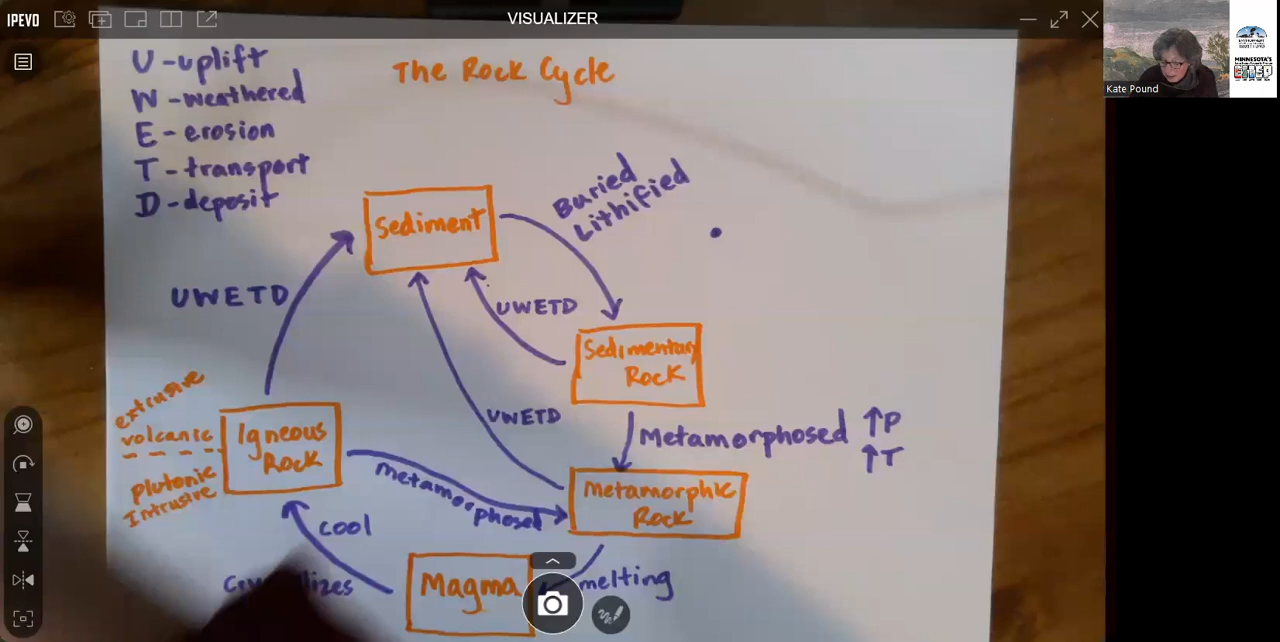 IPEVO
VISUALIZER
Kate Pound
MINNESOTA'S
U - uplift
W - weathered
E - erosion
T - transport
D - deposit
The Rock Cycle
Sediment
Buried
Lithified
UWETD
UWETD
Sedimentary
Rock
UWETD
Metamorphosed ↑P
↑T
extrusive
volcanic
plutonic
Intrusive
Igneous
Rock
metamorphosed
Metamorphic
Rock
cool
Magma
melting